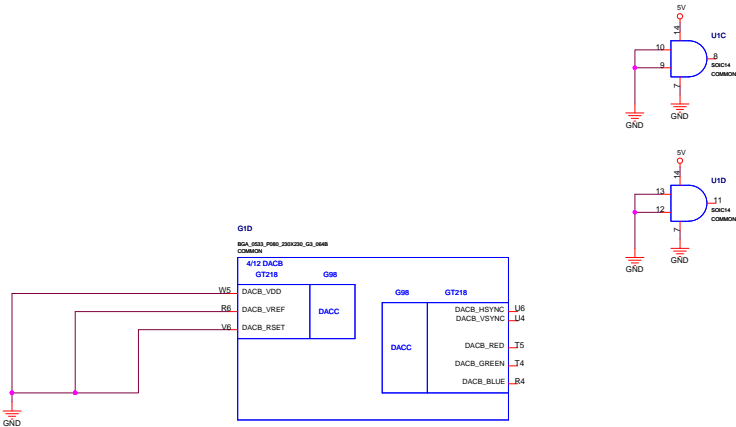 5V
14
U1C
10
8
9
SOIC14
COMMON
7
GND
GND
5V
14
U1D
13
11
12
SOIC14
COMMON
7
GND
GND
G1D
BGA_0533_P080_230X230_G3_064B
COMMON
4/12 DACB
GT218 G98
W5 DACB_VDD
R6 DACB_VREF
V6 DACB_RSET
DACC
G98 GT218
DACC
DACB_HSYNC U6
DACB_VSYNC U4
DACB_RED T5
DACB_GREEN T4
DACB_BLUE R4
GND